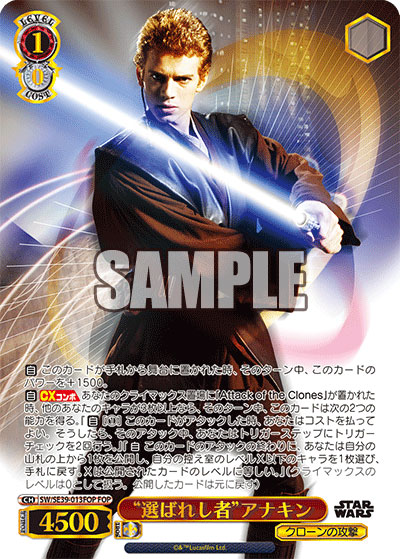 LEVEL
1
0
COST
SAMPLE
自 このカードが手札から舞台に置かれた時、そのターン中、このカードの
パワーを＋1500。
自 CXコンボ あなたのクライマックス置場に「Attack of the Clones」が置かれた
時、他のあなたのキャラが3枚以上なら、そのターン中、このカードは次の2つの
能力を得る。『自 このカードがアタックした時、あなたはコストを払ってよ
い。そうしたら、そのアタック中、あなたはトリガーステップにトリガー
チェックを2回行う。』『自 このカードのアタックの終わりに、あなたは自分の
山札の上から1枚を公開し、自分の控え室のレベルX以下のキャラを1枚選び、
手札に戻す。Xは公開されたカードのレベルに等しい。』（クライマックスの
レベルは0として扱う。公開したカードは元に戻す）
CH SW/SE39-013FOP FOP
“選ばれし者”アナキン
STAR WARS
4500
クローンの攻撃
©&™Lucasfilm Ltd.